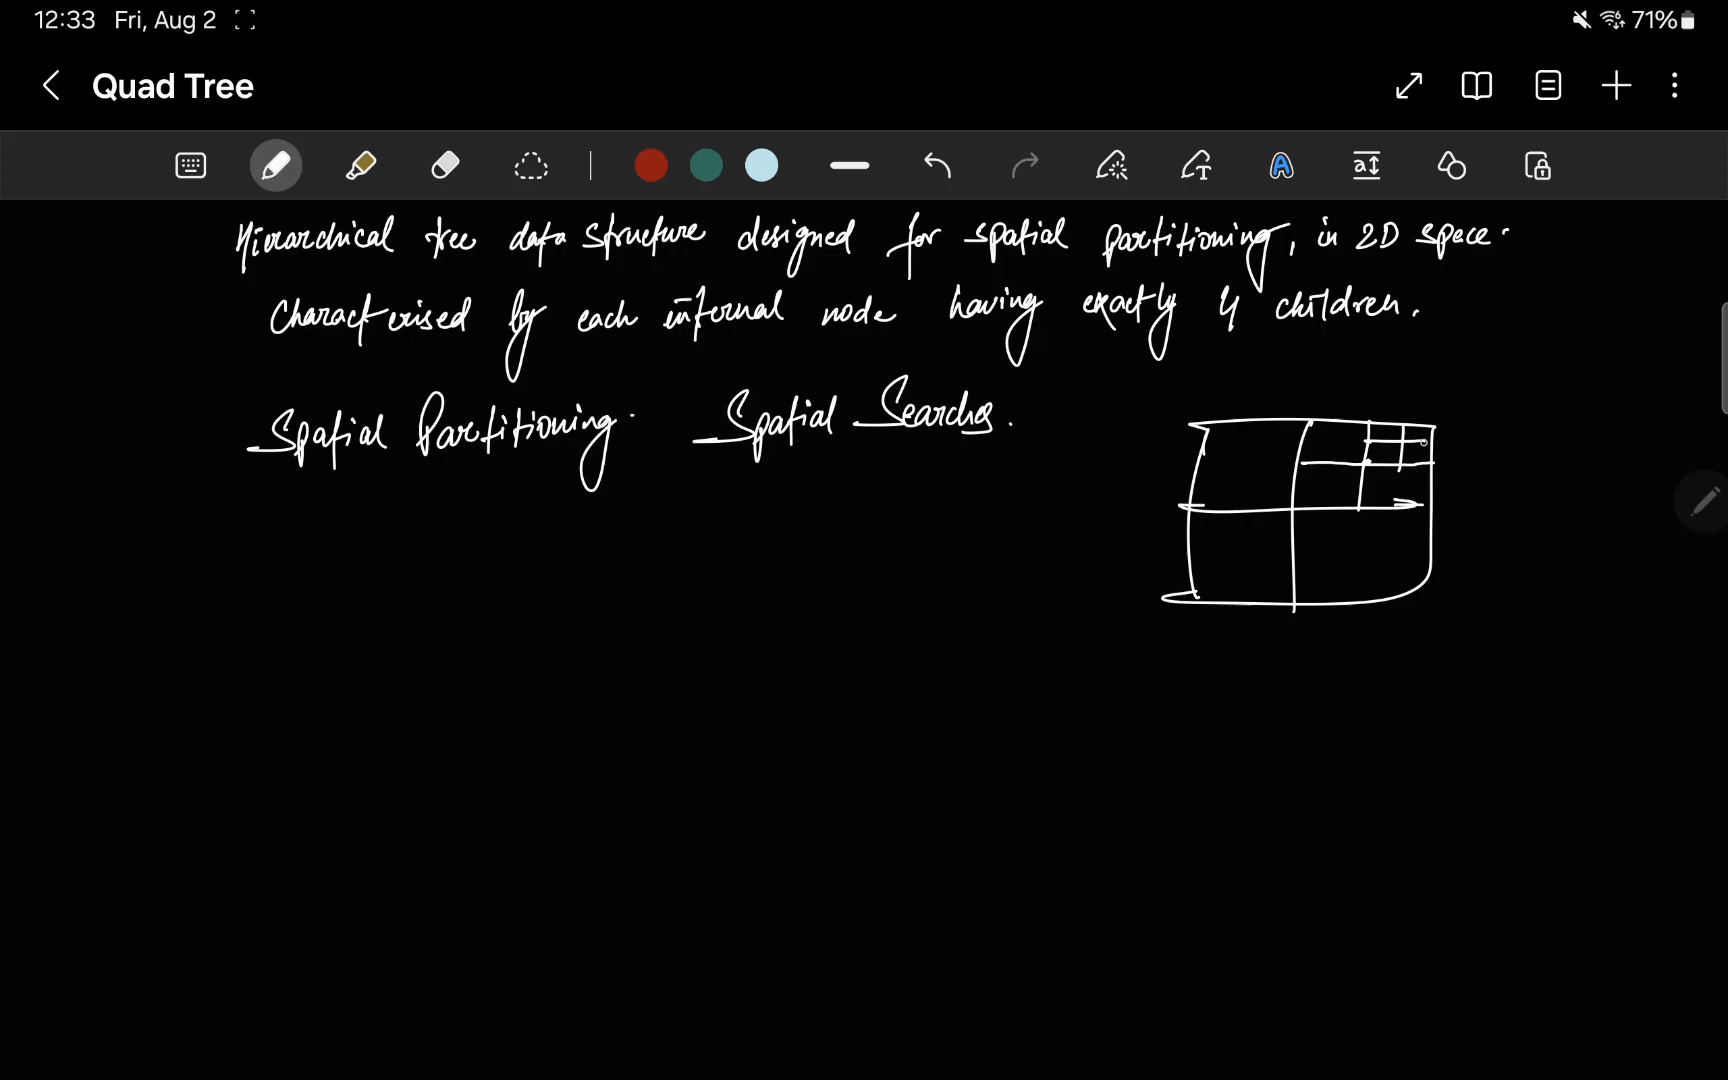 12:33 Fri, Aug 2 71%
Quad Tree
Hierarchical tree data structure designed for spatial partitioning, in 2D space.
Characterised by each internal node having exactly 4 children.
Spatial Partitioning. Spatial Searches.